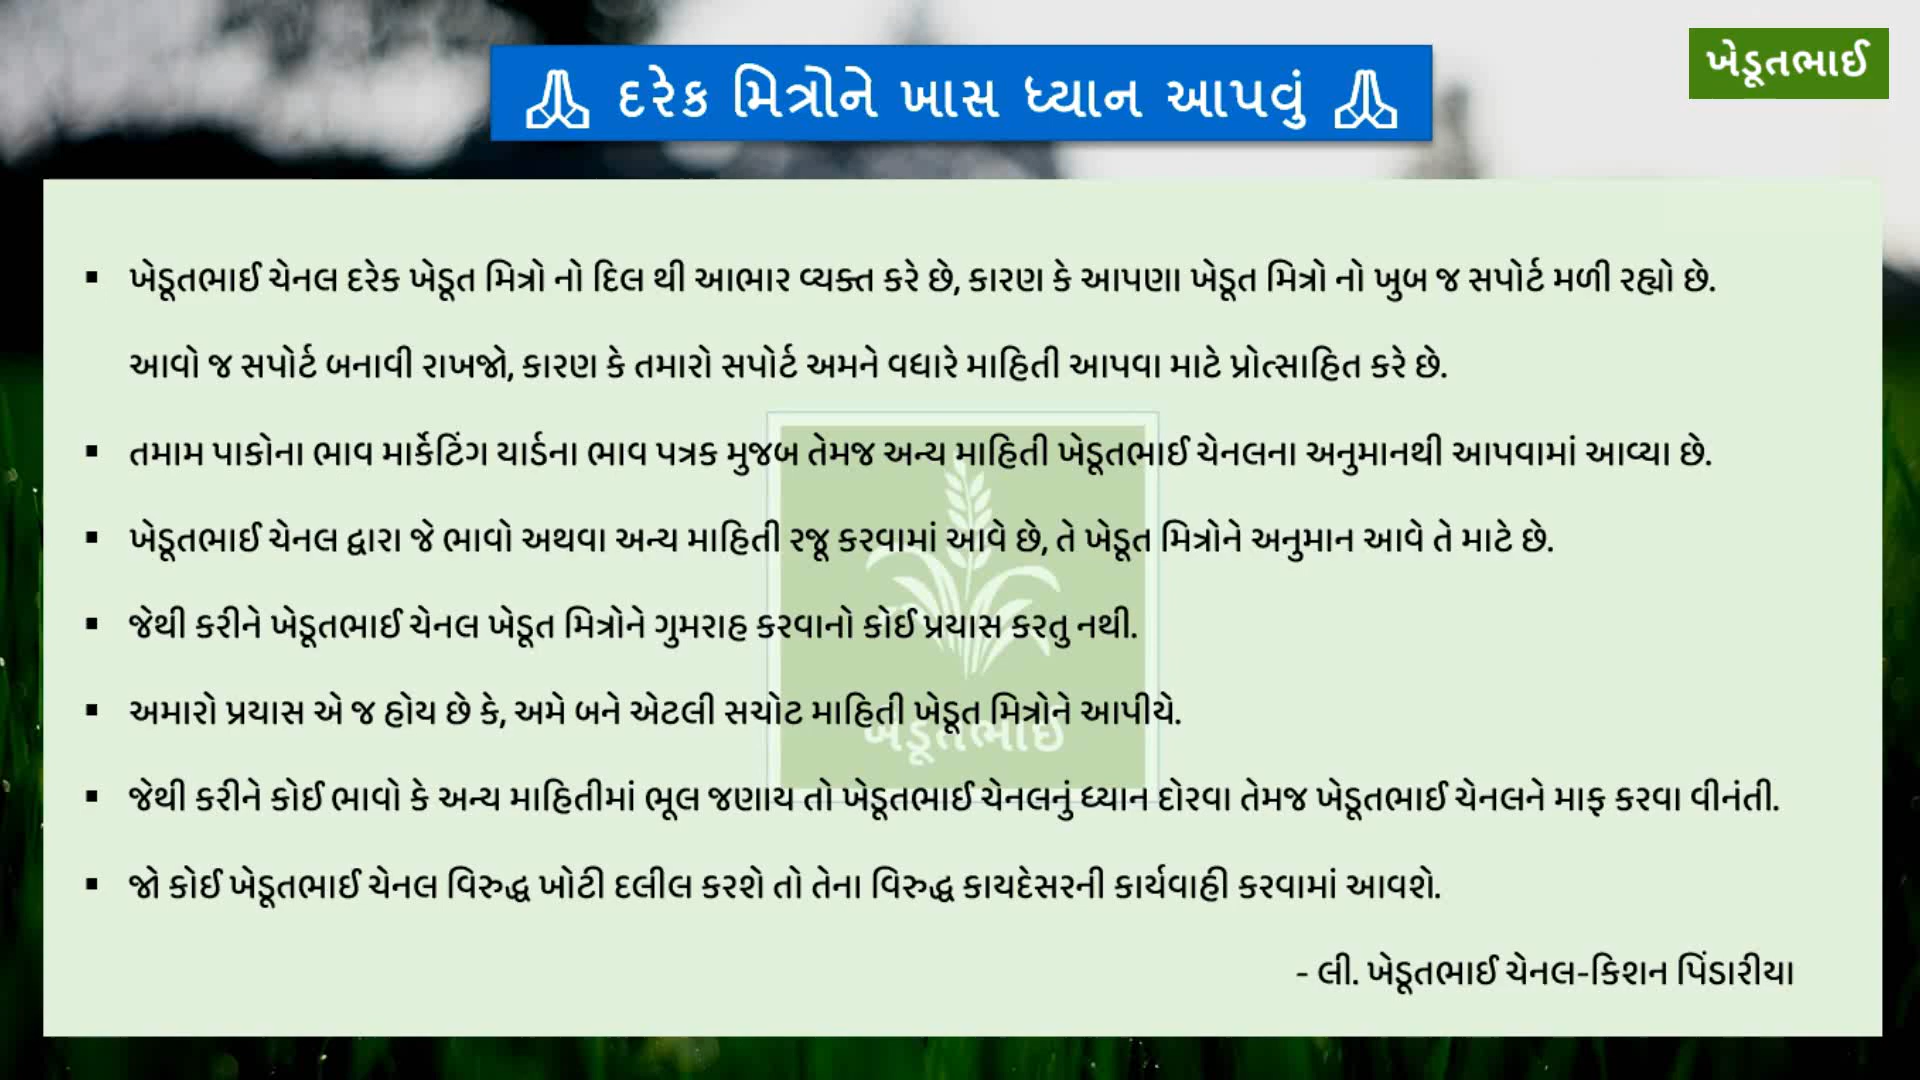 ખેડૂતભાઈ
દરેક મિત્રોને ખાસ ધ્યાન આપવું
▪ ખેડૂતભાઈ ચેનલ દરેક ખેડૂત મિત્રો નો દિલ થી આભાર વ્યક્ત કરે છે, કારણ કે આપણા ખેડૂત મિત્રો નો ખુબ જ સપોર્ટ મળી રહ્યો છે.
આવો જ સપોર્ટ બનાવી રાખજો, કારણ કે તમારો સપોર્ટ અમને વધારે માહિતી આપવા માટે પ્રોત્સાહિત કરે છે.
▪ તમામ પાકોના ભાવ માર્કેટિંગ યાર્ડના ભાવ પત્રક મુજબ તેમજ અન્ય માહિતી ખેડૂતભાઈ ચેનલના અનુમાનથી આપવામાં આવ્યા છે.
▪ ખેડૂતભાઈ ચેનલ દ્વારા જે ભાવો અથવા અન્ય માહિતી રજૂ કરવામાં આવે છે, તે ખેડૂત મિત્રોને અનુમાન આવે તે માટે છે.
▪ જેથી કરીને ખેડૂતભાઈ ચેનલ ખેડૂત મિત્રોને ગુમરાહ કરવાનો કોઈ પ્રયાસ કરતુ નથી.
▪ અમારો પ્રયાસ એ જ હોય છે કે, અમે બને એટલી સચોટ માહિતી ખેડૂત મિત્રોને આપીયે.
ખેડૂતભાઈ
▪ જેથી કરીને કોઈ ભાવો કે અન્ય માહિતીમાં ભૂલ જણાય તો ખેડૂતભાઈ ચેનલનું ધ્યાન દોરવા તેમજ ખેડૂતભાઈ ચેનલને માફ કરવા વીનંતી.
▪ જો કોઈ ખેડૂતભાઈ ચેનલ વિરુદ્ધ ખોટી દલીલ કરશે તો તેના વિરુદ્ધ કાયદેસરની કાર્યવાહી કરવામાં આવશે.
- લી. ખેડૂતભાઈ ચેનલ-કિશન પિંડારીયા